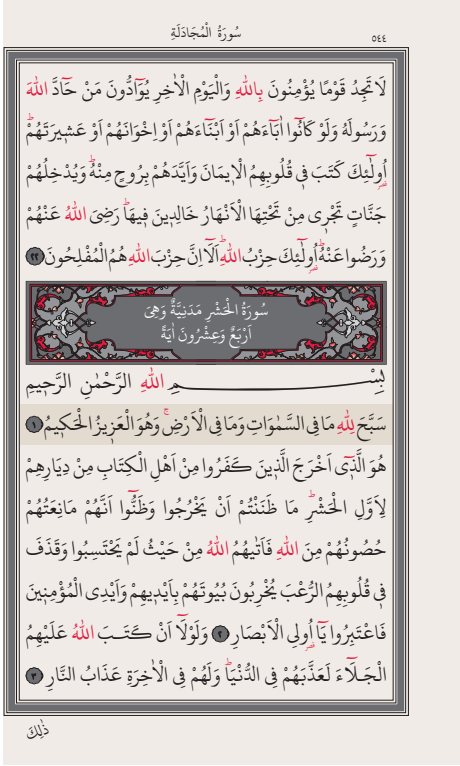 سُورَةُ الْمُجَادَلَةِ
٥٤٤
لَا تَجِدُ قَوْمًا يُؤْمِنُونَ بِاللّٰهِ وَالْيَوْمِ الْاٰخِرِ يُوَٓادُّونَ مَنْ حَٓادَّ اللّٰهَ
وَرَسُولَهُ وَلَوْ كَانُٓوا اٰبَٓاءَهُمْ اَوْ اَبْنَٓاءَهُمْ اَوْ اِخْوَانَهُمْ اَوْ عَشٖيرَتَهُمْۜ
اُو۬لٰٓئِكَ كَتَبَ فٖي قُلُوبِهِمُ الْاٖيمَانَ وَاَيَّدَهُمْ بِرُوحٍ مِنْهُۜ وَيُدْخِلُهُمْ
جَنَّاتٍ تَجْرٖي مِنْ تَحْتِهَا الْاَنْهَارُ خَالِدٖينَ فٖيهَاۜ رَضِيَ اللّٰهُ عَنْهُمْ
وَرَضُوا عَنْهُۜ اُو۬لٰٓئِكَ حِزْبُ اللّٰهِۜ اَلَٓا اِنَّ حِزْبَ اللّٰهِ هُمُ الْمُفْلِحُونَ ﴿٢٢﴾
سُورَةُ الْحَشْرِ مَدَنِيَّةٌ وَهِيَ
اَرْبَعٌ وَعِشْرُونَ اٰيَةً
بِسْمِ اللّٰهِ الرَّحْمٰنِ الرَّحٖيمِ
سَبَّحَ لِلّٰهِ مَا فِي السَّمٰوَاتِ وَمَا فِي الْاَرْضِۚ وَهُوَ الْعَزٖيزُ الْحَكٖيمُ ﴿١﴾
هُوَ الَّذٖٓي اَخْرَجَ الَّذٖينَ كَفَرُوا مِنْ اَهْلِ الْكِتَابِ مِنْ دِيَارِهِمْ
لِاَوَّلِ الْحَشْرِۜ مَا ظَنَنْتُمْ اَنْ يَخْرُجُوا وَظَنُّٓوا اَنَّهُمْ مَانِعَتُهُمْ
حُصُونُهُمْ مِنَ اللّٰهِ فَاَتٰيهُمُ اللّٰهُ مِنْ حَيْثُ لَمْ يَحْتَسِبُوا وَقَذَفَ
فٖي قُلُوبِهِمُ الرُّعْبَ يُخْرِبُونَ بُيُوتَهُمْ بِاَيْدٖيهِمْ وَاَيْدِي الْمُؤْمِنٖينَ
فَاعْتَبِرُوا يَٓا اُو۬لِي الْاَبْصَارِ ﴿٢﴾ وَلَوْلَٓا اَنْ كَتَبَ اللّٰهُ عَلَيْهِمُ
الْجَلَٓاءَ لَعَذَّبَهُمْ فِي الدُّنْيَاۜ وَلَهُمْ فِي الْاٰخِرَةِ عَذَابُ النَّارِ ﴿٣﴾
ذٰلِكَ